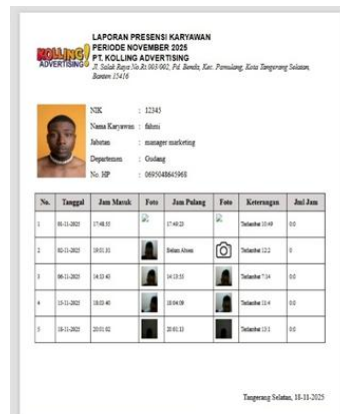 LAPORAN PRESENSI KARYAWAN
PERIODE NOVEMBER 2025
PT. KOLLING ADVERTISING
KOLLING!
ADVERTISING
Jl. Salak Raya No.Rt.003/002, Pd. Benda, Kec. Pamulang, Kota Tangerang Selatan,
Banten 15416
NIK : 12345
Nama Karyawan : fahmi
Jabatan : manager marketing
Departemen : Gudang
No. HP : 0895048645968
No. Tanggal Jam Masuk Foto Jam Pulang Foto Keterangan Jml Jam
1 01-11-2025 17:48:55 17:49:23 Terlambat 10:49 0:0
2 02-11-2025 19:01:35 Belum Absen Terlambat 12:2 0
3 06-11-2025 14:13:43 14:13:55 Terlambat 7:14 0:0
4 15-11-2025 18:03:46 18:04:09 Terlambat 11:4 0:0
5 18-11-2025 20:01:02 20:01:13 Terlambat 13:1 0:0
Tangerang Selatan, 18-11-2025